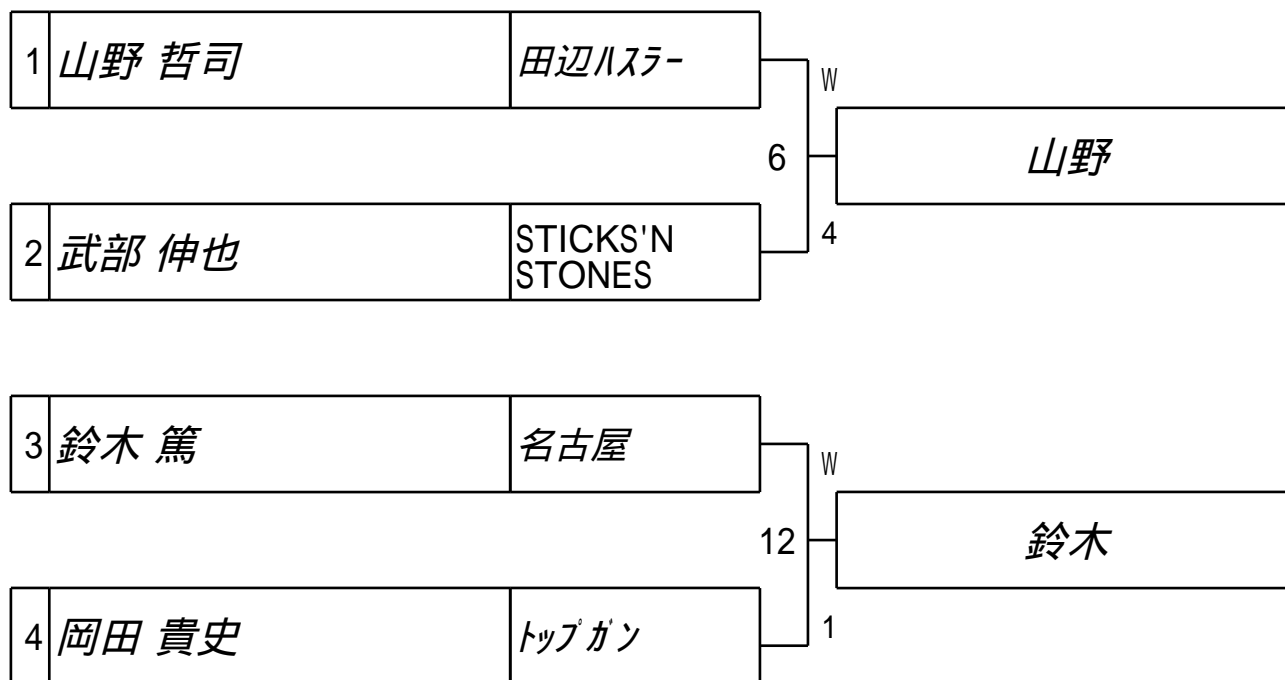 1 山野 哲司 田辺ﾊｽﾗｰ
W
6 山野
2 武部 伸也 STICKS'N
STONES
4
3 鈴木 篤 名古屋
W
12 鈴木
4 岡田 貴史 ﾄｯﾌﾟｶﾞﾝ
1